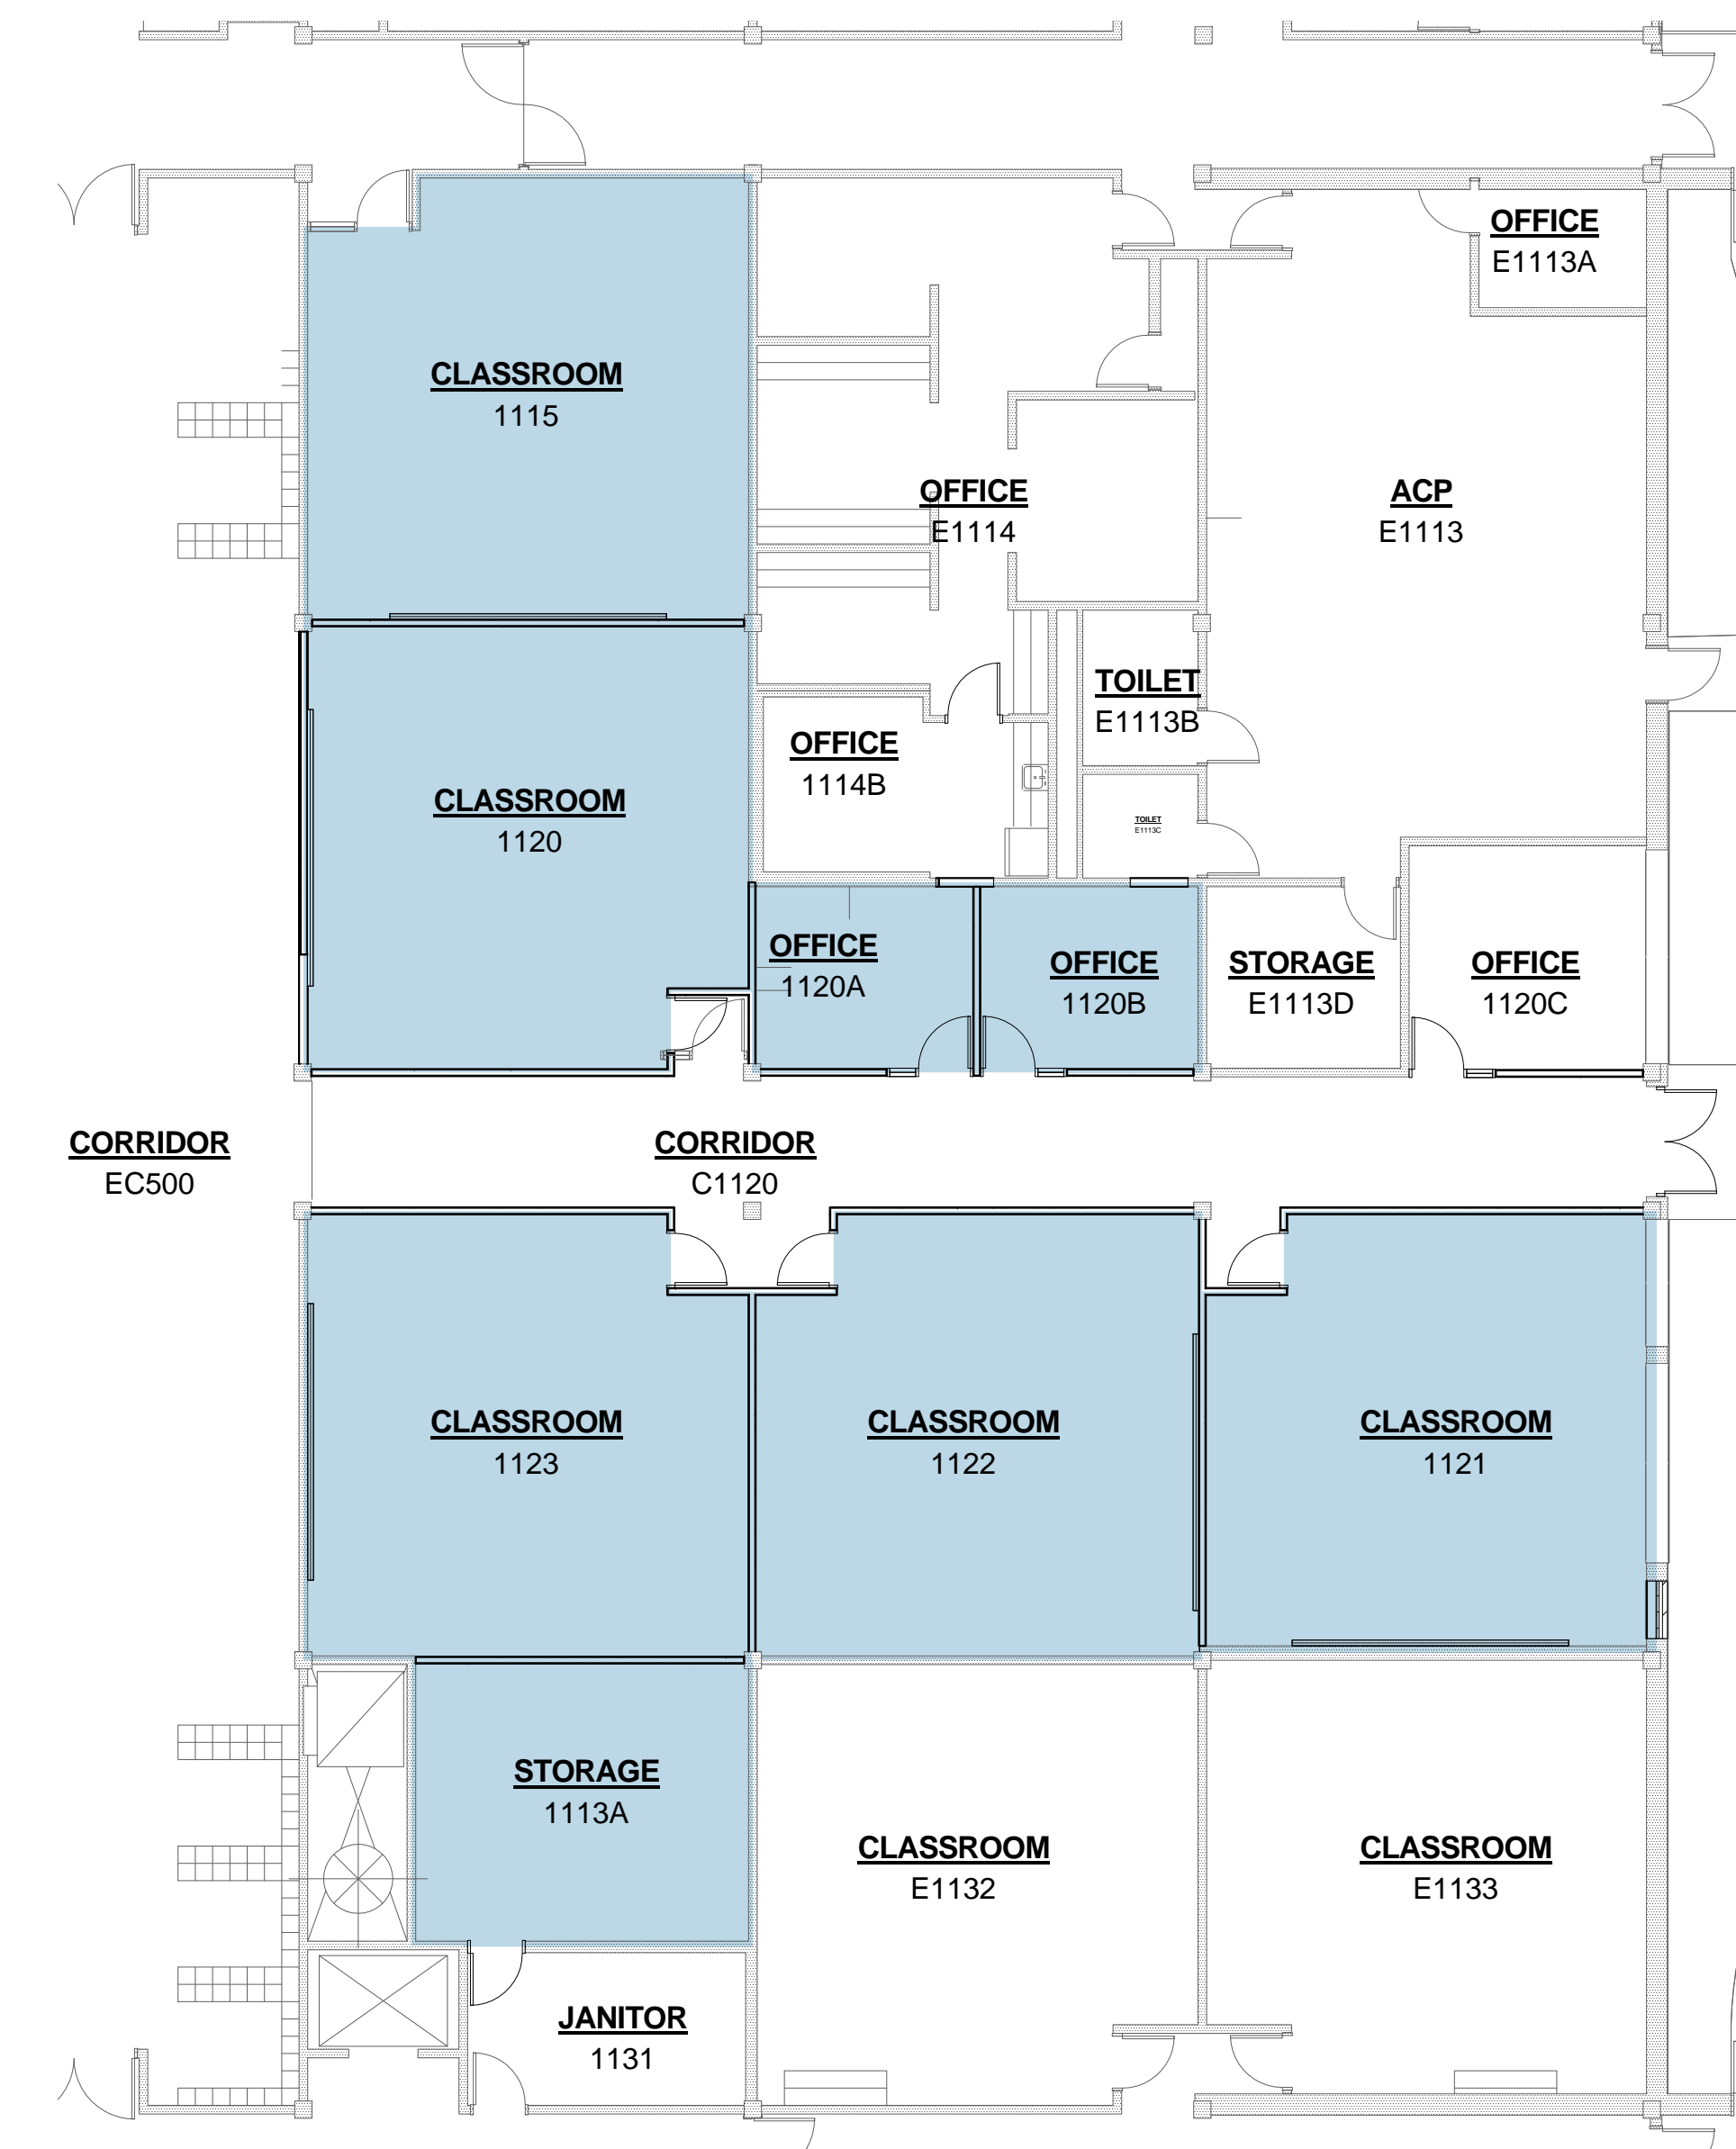 OFFICE
E1113A
CLASSROOM
1115
OFFICE
E1114
ACP
E1113
TOILET
E1113B
OFFICE
1114B
CLASSROOM
1120
TOILET
E1113C
OFFICE
1120A
OFFICE
1120B
STORAGE
E1113D
OFFICE
1120C
CORRIDOR
EC500
CORRIDOR
C1120
CLASSROOM
1123
CLASSROOM
1122
CLASSROOM
1121
STORAGE
1113A
CLASSROOM
E1132
CLASSROOM
E1133
JANITOR
1131